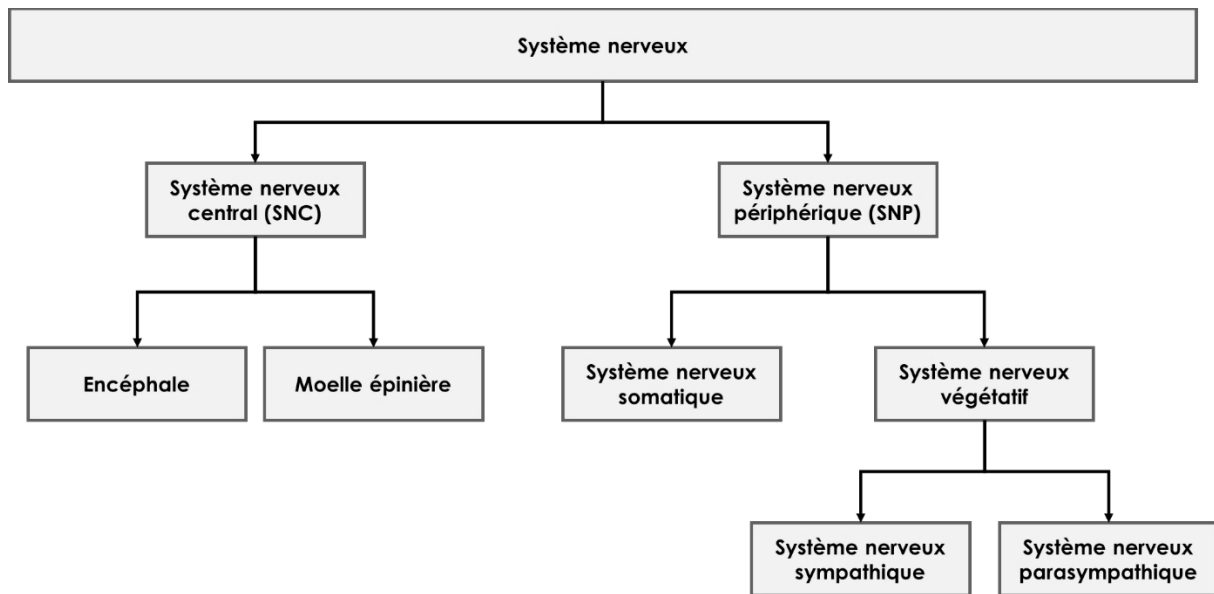 Système nerveux
Système nerveux
central (SNC)
Système nerveux
périphérique (SNP)
Encéphale
Moelle épinière
Système nerveux
somatique
Système nerveux
végétatif
Système nerveux
sympathique
Système nerveux
parasympathique